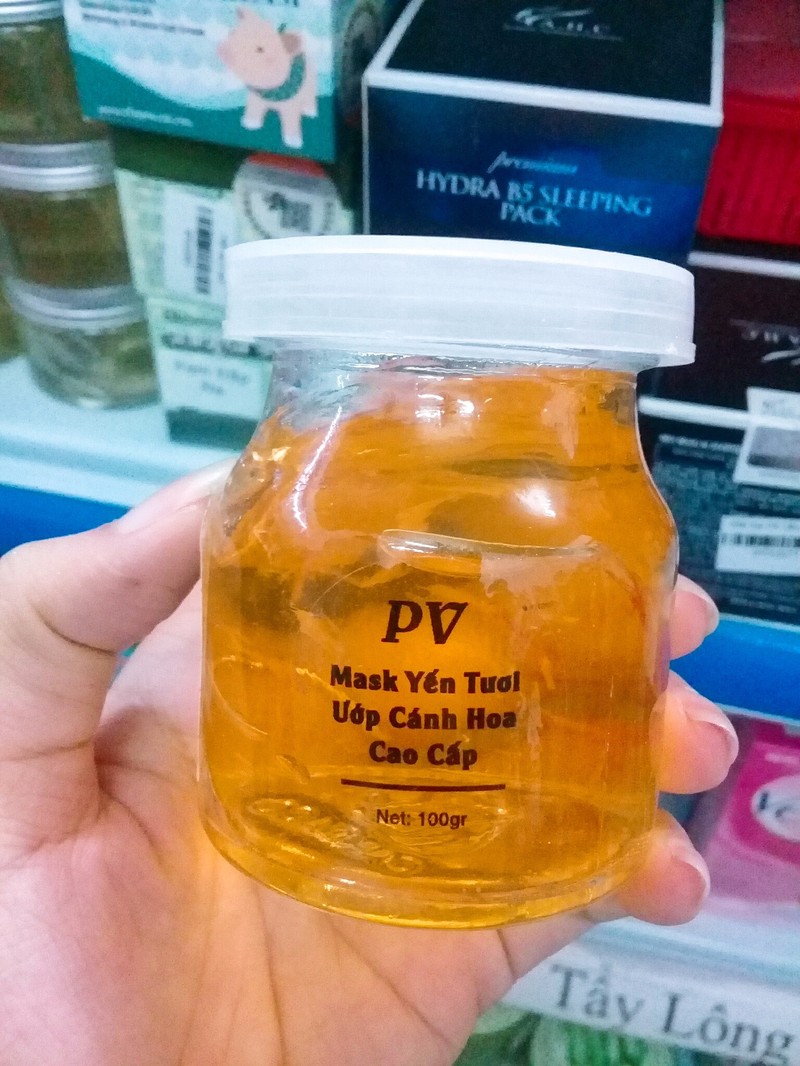 Premium
HYDRA B5 SLEEPING
PACK
PV
Mask Yến Tươi
Ướp Cánh Hoa
Cao Cấp
Net: 100gr
Tẩy Lông